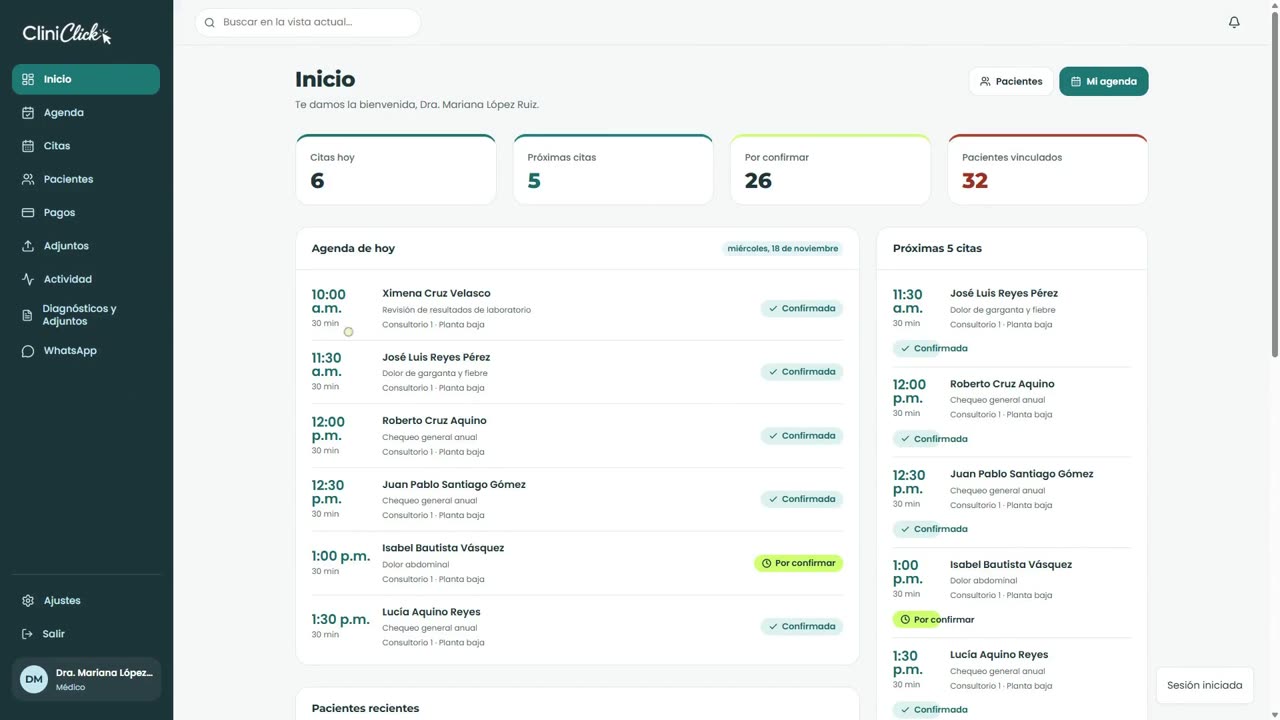 CliniClick
Inicio
Agenda
Citas
Pacientes
Pagos
Adjuntos
Actividad
Diagnósticos y
Adjuntos
WhatsApp
Ajustes
Salir
DM
Dra. Mariana López...
Médico
Buscar en la vista actual...
Inicio
Te damos la bienvenida, Dra. Mariana López Ruiz.
Pacientes
Mi agenda
Citas hoy
6
Próximas citas
5
Por confirmar
26
Pacientes vinculados
32
Agenda de hoy
miércoles, 18 de noviembre
10:00
a.m.
30 min
Ximena Cruz Velasco
Revisión de resultados de laboratorio
Consultorio 1 · Planta baja
Confirmada
11:30
a.m.
30 min
José Luis Reyes Pérez
Dolor de garganta y fiebre
Consultorio 1 · Planta baja
Confirmada
12:00
p.m.
30 min
Roberto Cruz Aquino
Chequeo general anual
Consultorio 1 · Planta baja
Confirmada
12:30
p.m.
30 min
Juan Pablo Santiago Gómez
Chequeo general anual
Consultorio 1 · Planta baja
Confirmada
1:00 p.m.
30 min
Isabel Bautista Vásquez
Dolor abdominal
Consultorio 1 · Planta baja
Por confirmar
1:30 p.m.
30 min
Lucía Aquino Reyes
Chequeo general anual
Consultorio 1 · Planta baja
Confirmada
Pacientes recientes
Próximas 5 citas
11:30
a.m.
30 min
José Luis Reyes Pérez
Dolor de garganta y fiebre
Consultorio 1 · Planta baja
Confirmada
12:00
p.m.
30 min
Roberto Cruz Aquino
Chequeo general anual
Consultorio 1 · Planta baja
Confirmada
12:30
p.m.
30 min
Juan Pablo Santiago Gómez
Chequeo general anual
Consultorio 1 · Planta baja
Confirmada
1:00
p.m.
30 min
Isabel Bautista Vásquez
Dolor abdominal
Consultorio 1 · Planta baja
Por confirmar
1:30
p.m.
30 min
Lucía Aquino Reyes
Chequeo general anual
Consultorio 1 · Planta baja
Confirmada
Sesión iniciada